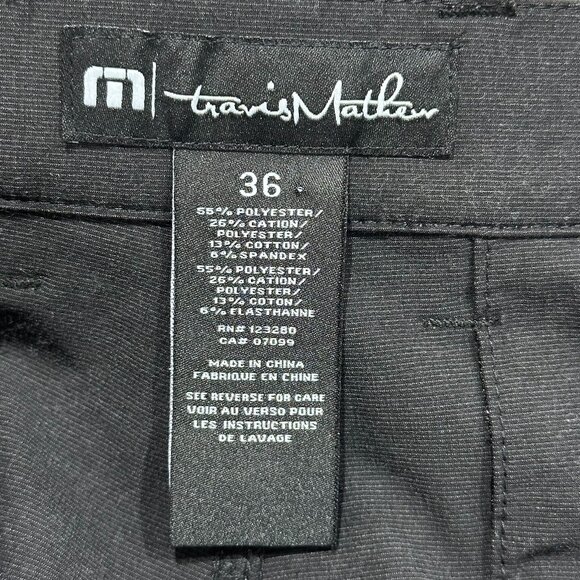 travisMathew
36
55% POLYESTER/
26% CATION/
POLYESTER/
13% COTTON/
6% SPANDEX
55% POLYESTER/
26% CATION/
POLYESTER/
13% COTON/
6% ELASTHANNE
RN# 123280
CA# 07099
MADE IN CHINA
FABRIQUE EN CHINE
SEE REVERSE FOR CARE
VOIR AU VERSO POUR
LES INSTRUCTIONS
DE LAVAGE